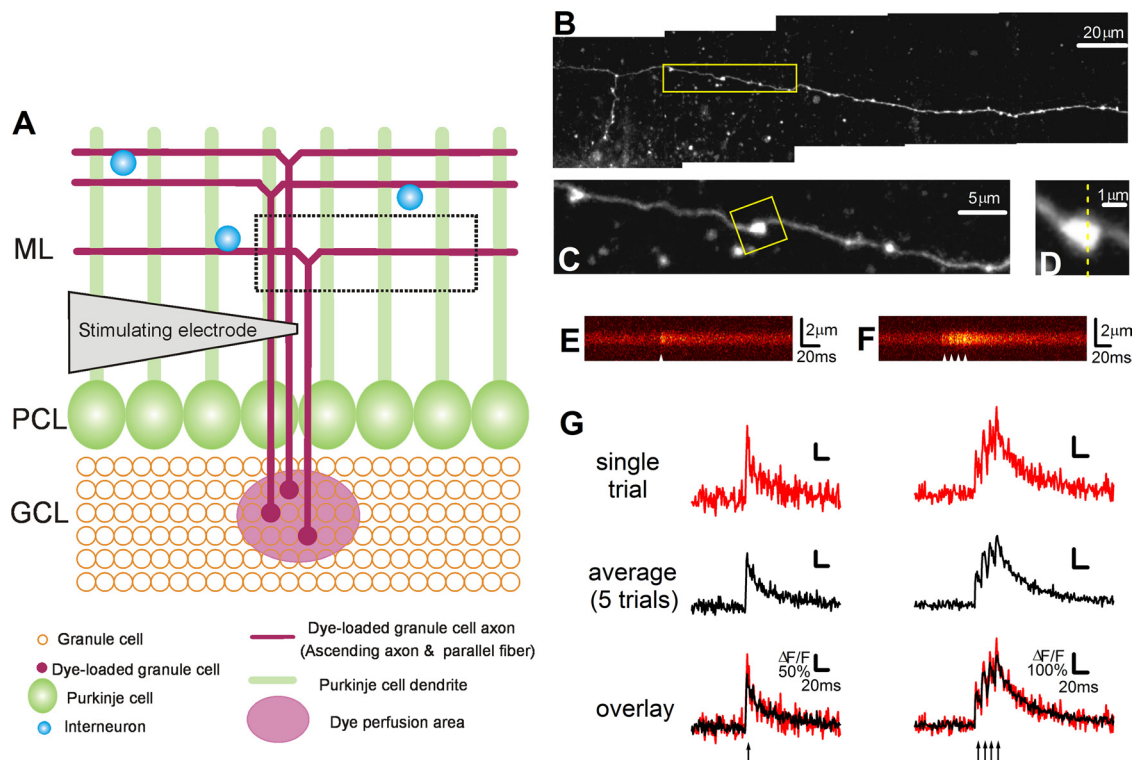 A
ML
Stimulating electrode
PCL
GCL
Granule cell
Dye-loaded granule cell
Purkinje cell
Interneuron
Dye-loaded granule cell axon
(Ascending axon & parallel fiber)
Purkinje cell dendrite
Dye perfusion area
B
20μm
C
5μm
D
1μm
E
2μm
20ms
F
2μm
20ms
G
single
trial
average
(5 trials)
overlay
ΔF/F
50%
20ms
ΔF/F
100%
20ms